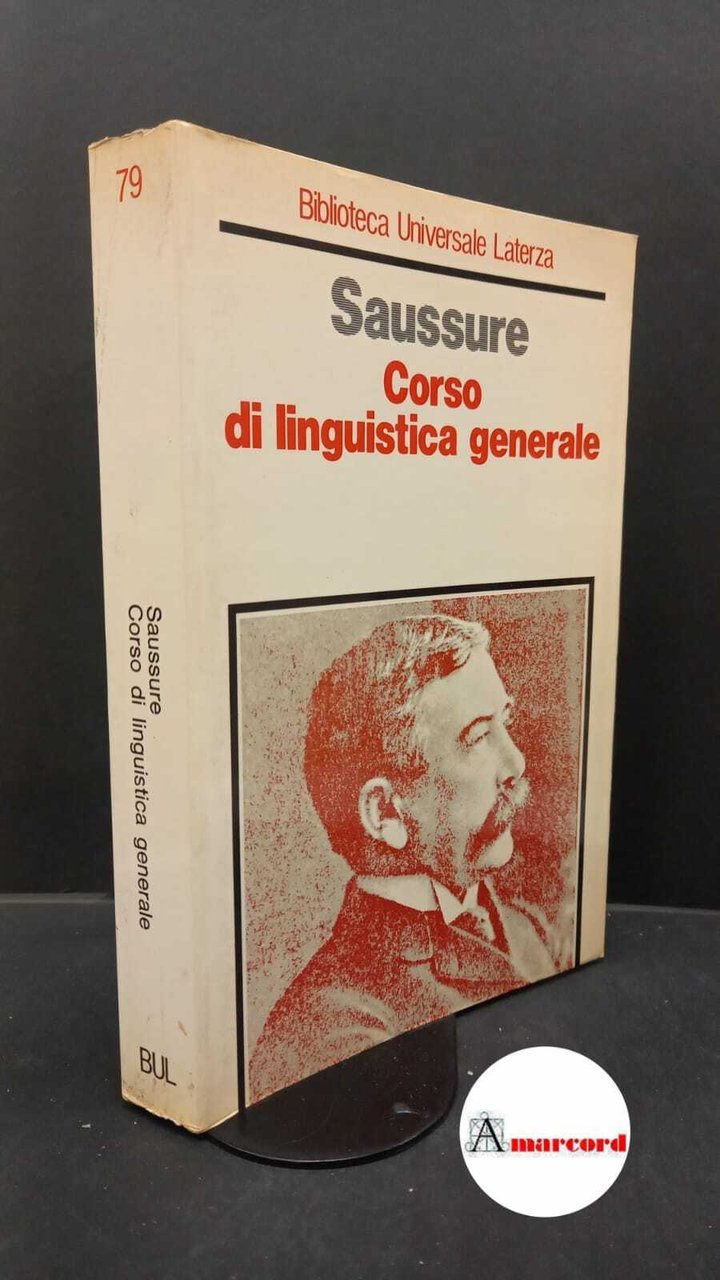 79
Biblioteca Universale Laterza
Saussure
Corso
di linguistica generale
Saussure
Corso di linguistica generale
BUL
Amarcord